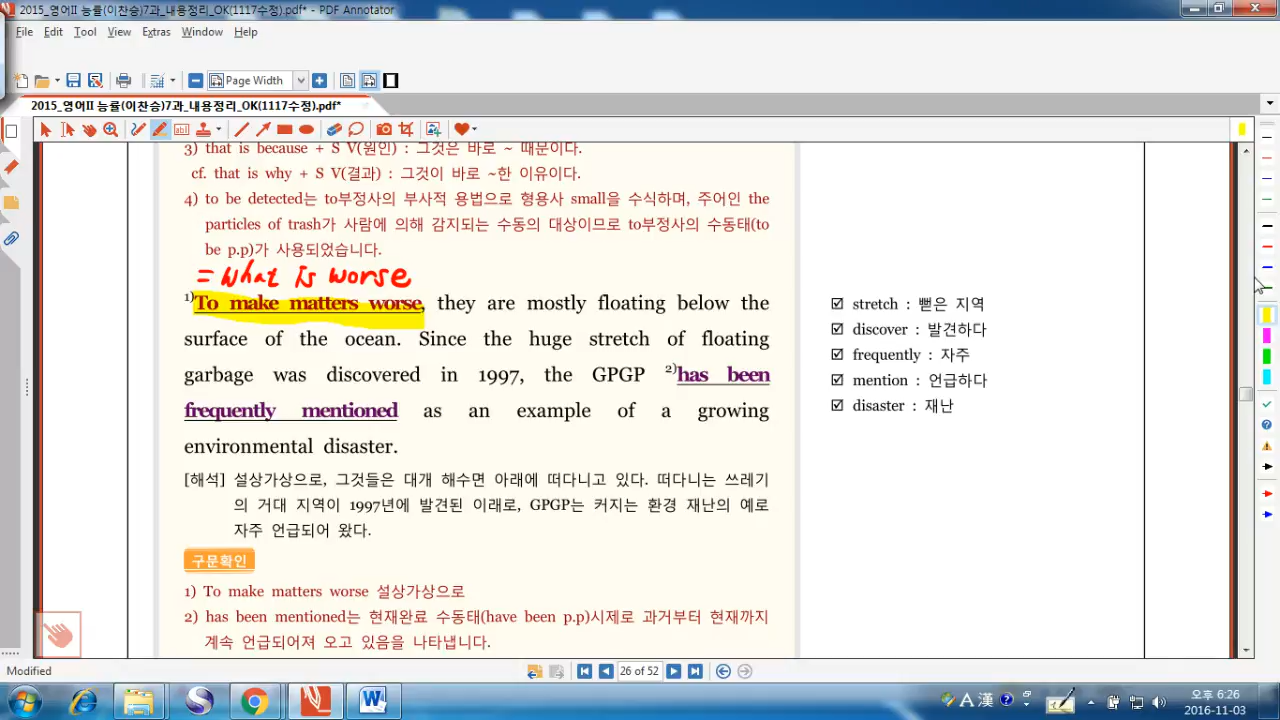 2015_영어II 능률(이찬승)7과_내용정리_OK(1117수정).pdf* - PDF Annotator
File Edit Tool View Extras Window Help
Page Width
2015_영어II 능률(이찬승)7과_내용정리_OK(1117수정).pdf*
3) that is because + S V(원인) : 그것은 바로 ~ 때문이다.
cf. that is why + S V(결과) : 그것이 바로 ~한 이유이다.
4) to be detected는 to부정사의 부사적 용법으로 형용사 small을 수식하며, 주어인 the
particles of trash가 사람에 의해 감지되는 수동의 대상이므로 to부정사의 수동태(to
be p.p)가 사용되었습니다.
= What is worse
1)To make matters worse, they are mostly floating below the
surface of the ocean. Since the huge stretch of floating
garbage was discovered in 1997, the GPGP 2)has been
frequently mentioned as an example of a growing
environmental disaster.
[해석] 설상가상으로, 그것들은 대개 해수면 아래에 떠다니고 있다. 떠다니는 쓰레기
의 거대 지역이 1997년에 발견된 이래로, GPGP는 커지는 환경 재난의 예로
자주 언급되어 왔다.
구문확인
1) To make matters worse 설상가상으로
2) has been mentioned는 현재완료 수동태(have been p.p)시제로 과거부터 현재까지
계속 언급되어져 오고 있음을 나타냅니다.
stretch : 뻗은 지역
discover : 발견하다
frequently : 자주
mention : 언급하다
disaster : 재난
Modified
26 of 52
A 漢
오후 6:26
2016-11-03